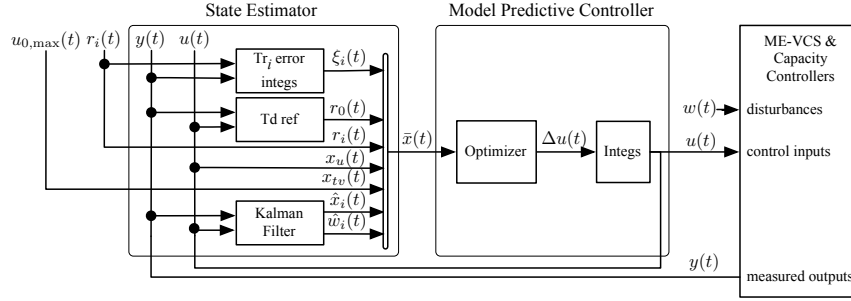 State Estimator
Model Predictive Controller
u₀,max(t) rᵢ(t) y(t) u(t)
Trᵢ error
integs
ξᵢ(t)
Td ref
r₀(t)
rᵢ(t)
xᵤ(t)
xₜᵥ(t)
Kalman
Filter
x̂ᵢ(t)
ŵᵢ(t)
x̄(t)
Optimizer
Δu(t)
Integs
u(t)
y(t)
w(t)
ME-VCS &
Capacity
Controllers
disturbances
control inputs
measured outputs